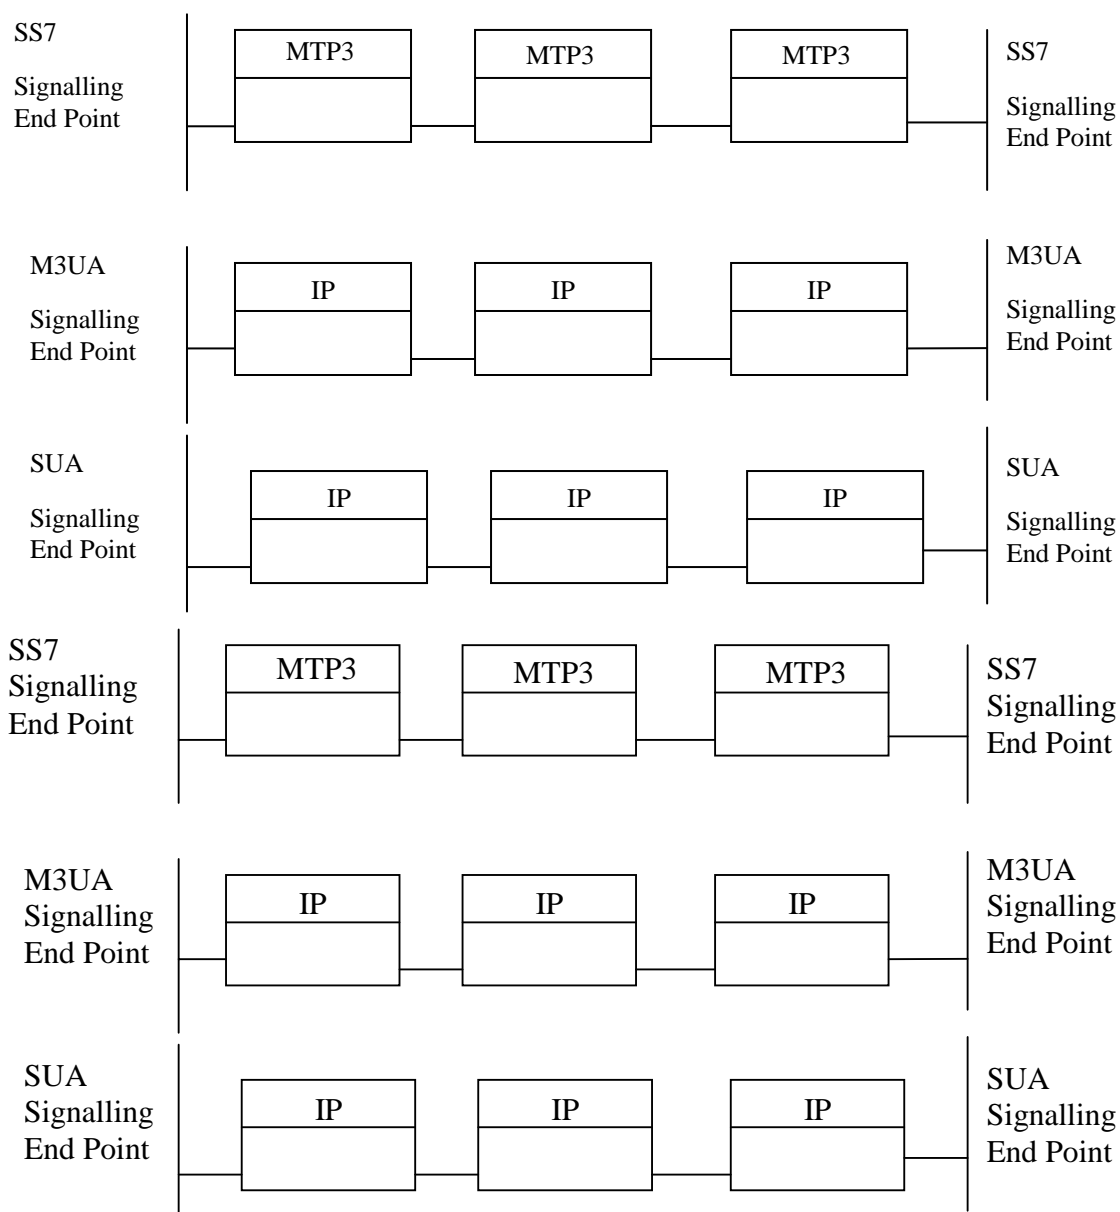 SS7
Signalling
End Point
MTP3
MTP3
MTP3
SS7
Signalling
End Point
M3UA
Signalling
End Point
IP
IP
IP
M3UA
Signalling
End Point
SUA
Signalling
End Point
IP
IP
IP
SUA
Signalling
End Point
SS7
Signalling
End Point
MTP3
MTP3
MTP3
SS7
Signalling
End Point
M3UA
Signalling
End Point
IP
IP
IP
M3UA
Signalling
End Point
SUA
Signalling
End Point
IP
IP
IP
SUA
Signalling
End Point